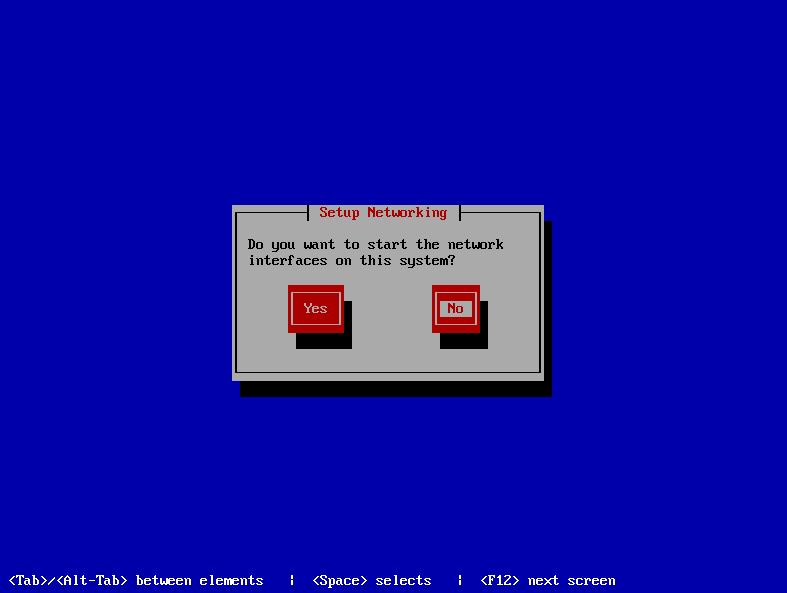 Setup Networking
Do you want to start the network
interfaces on this system?
Yes No
<Tab>/<Alt-Tab> between elements | <Space> selects | <F12> next screen